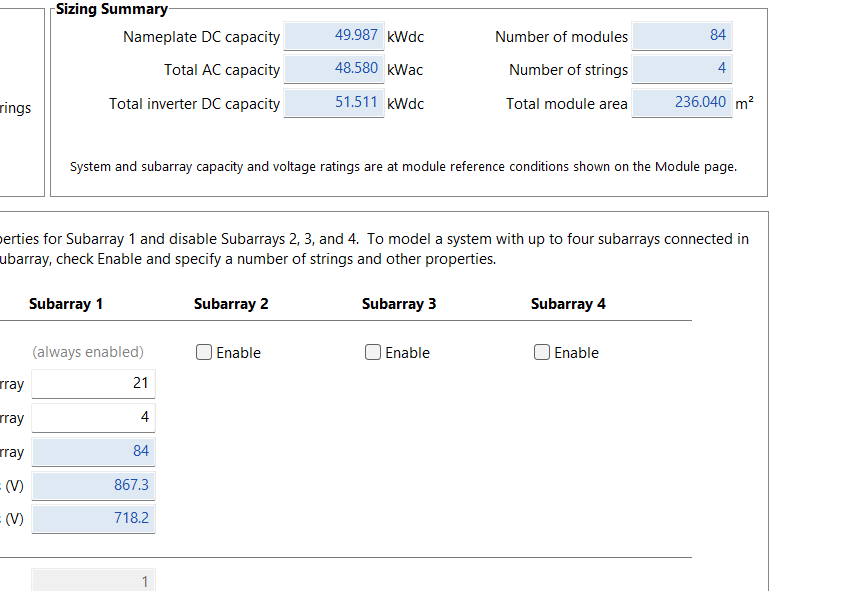 Sizing Summary
Nameplate DC capacity 49.987 kWdc Number of modules 84
Total AC capacity 48.580 kWac Number of strings 4
rings Total inverter DC capacity 51.511 kWdc Total module area 236.040 m²
System and subarray capacity and voltage ratings are at module reference conditions shown on the Module page.
perties for Subarray 1 and disable Subarrays 2, 3, and 4. To model a system with up to four subarrays connected in
ubarray, check Enable and specify a number of strings and other properties.
Subarray 1 Subarray 2 Subarray 3 Subarray 4
(always enabled) Enable Enable Enable
rray 21
rray 4
rray 84
(V) 867.3
(V) 718.2
1